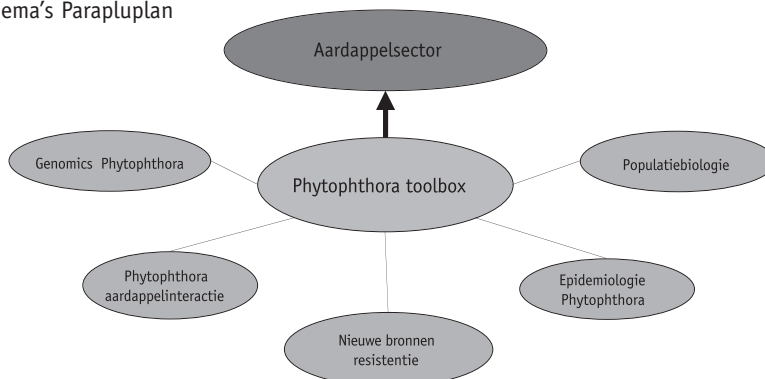 ema's Parapluplan
Aardappelsector
Genomics Phytophthora
Phytophthora toolbox
Populatiebiologie
Phytophthora
aardappelinteractie
Epidemiologie
Phytophthora
Nieuwe bronnen
resistentie